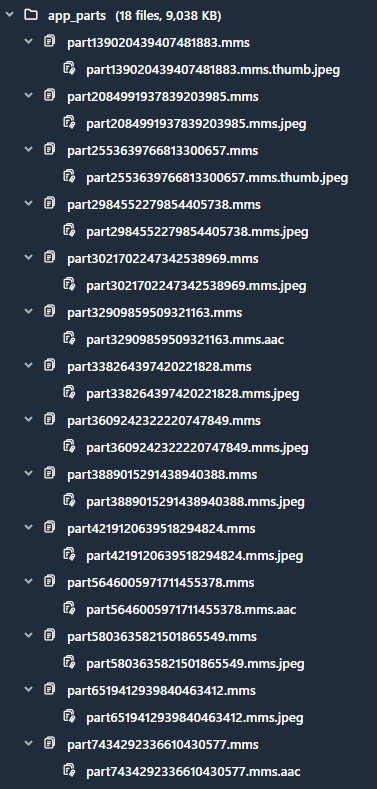 app_parts (18 files, 9,038 KB)
part139020439407481883.mms
part139020439407481883.mms.thumb.jpeg
part2084991937839203985.mms
part2084991937839203985.mms.jpeg
part2553639766813300657.mms
part2553639766813300657.mms.thumb.jpeg
part2984552279854405738.mms
part2984552279854405738.mms.jpeg
part3021702247342538969.mms
part3021702247342538969.mms.jpeg
part32909859509321163.mms
part32909859509321163.mms.aac
part338264397420221828.mms
part338264397420221828.mms.jpeg
part3609242322220747849.mms
part3609242322220747849.mms.jpeg
part3889015291438940388.mms
part3889015291438940388.mms.jpeg
part4219120639518294824.mms
part4219120639518294824.mms.jpeg
part5646005971711455378.mms
part5646005971711455378.mms.aac
part5803635821501865549.mms
part5803635821501865549.mms.jpeg
part6519412939840463412.mms
part6519412939840463412.mms.jpeg
part7434292336610430577.mms
part7434292336610430577.mms.aac